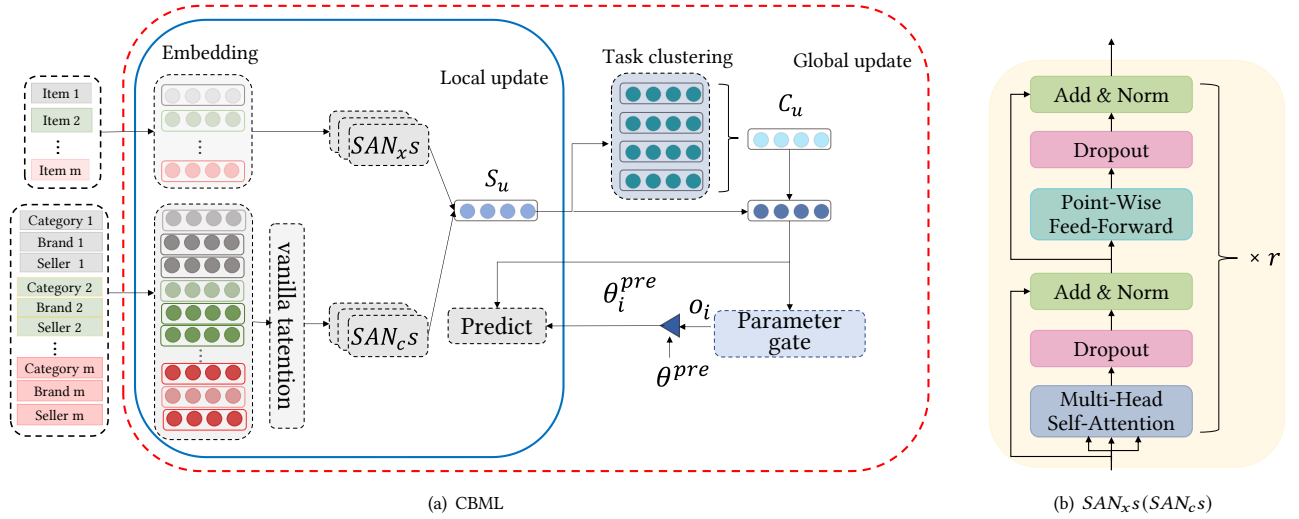 Embedding
Local update
Task clustering
Global update
Item 1
Item 2
⋮
Item m
⋮
SAN_x s
S_u
C_u
Category 1
Brand 1
Seller 1
Category 2
Brand 2
Seller 2
⋮
Category m
Brand m
Seller m
⋮
vanilla tatention
SAN_c s
Predict
θ_i^{pre}
o_i
θ^{pre}
Parameter
gate
(a) CBML
Add & Norm
Dropout
Point-Wise
Feed-Forward
× r
Add & Norm
Dropout
Multi-Head
Self-Attention
(b) SAN_x s(SAN_c s)